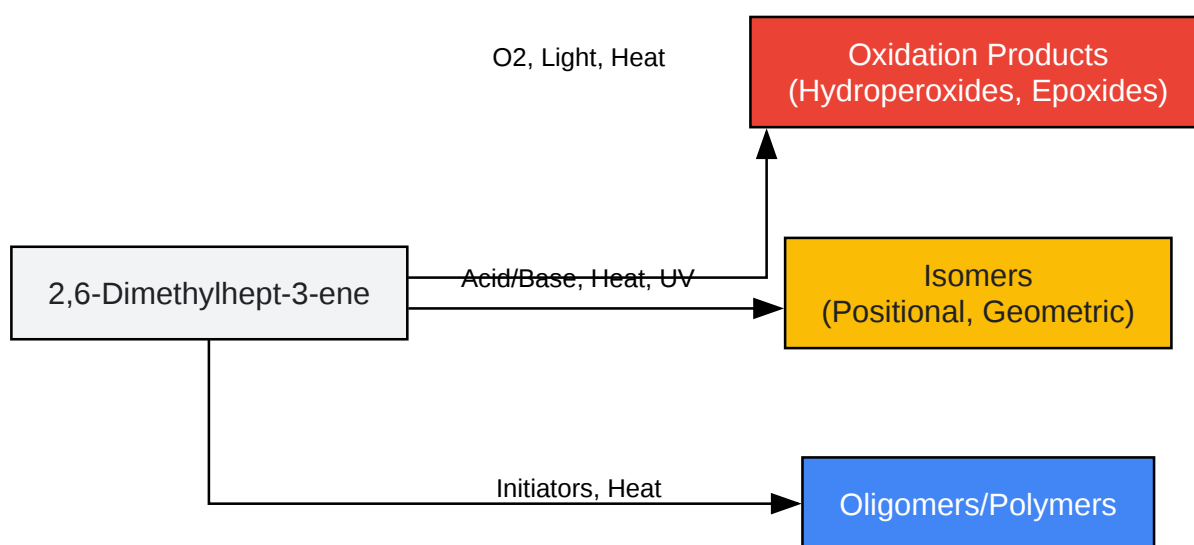 O2, Light, Heat
Oxidation Products
(Hydroperoxides, Epoxides)
2,6-Dimethylhept-3-ene
Acid/Base, Heat, UV
Isomers
(Positional, Geometric)
Initiators, Heat
Oligomers/Polymers